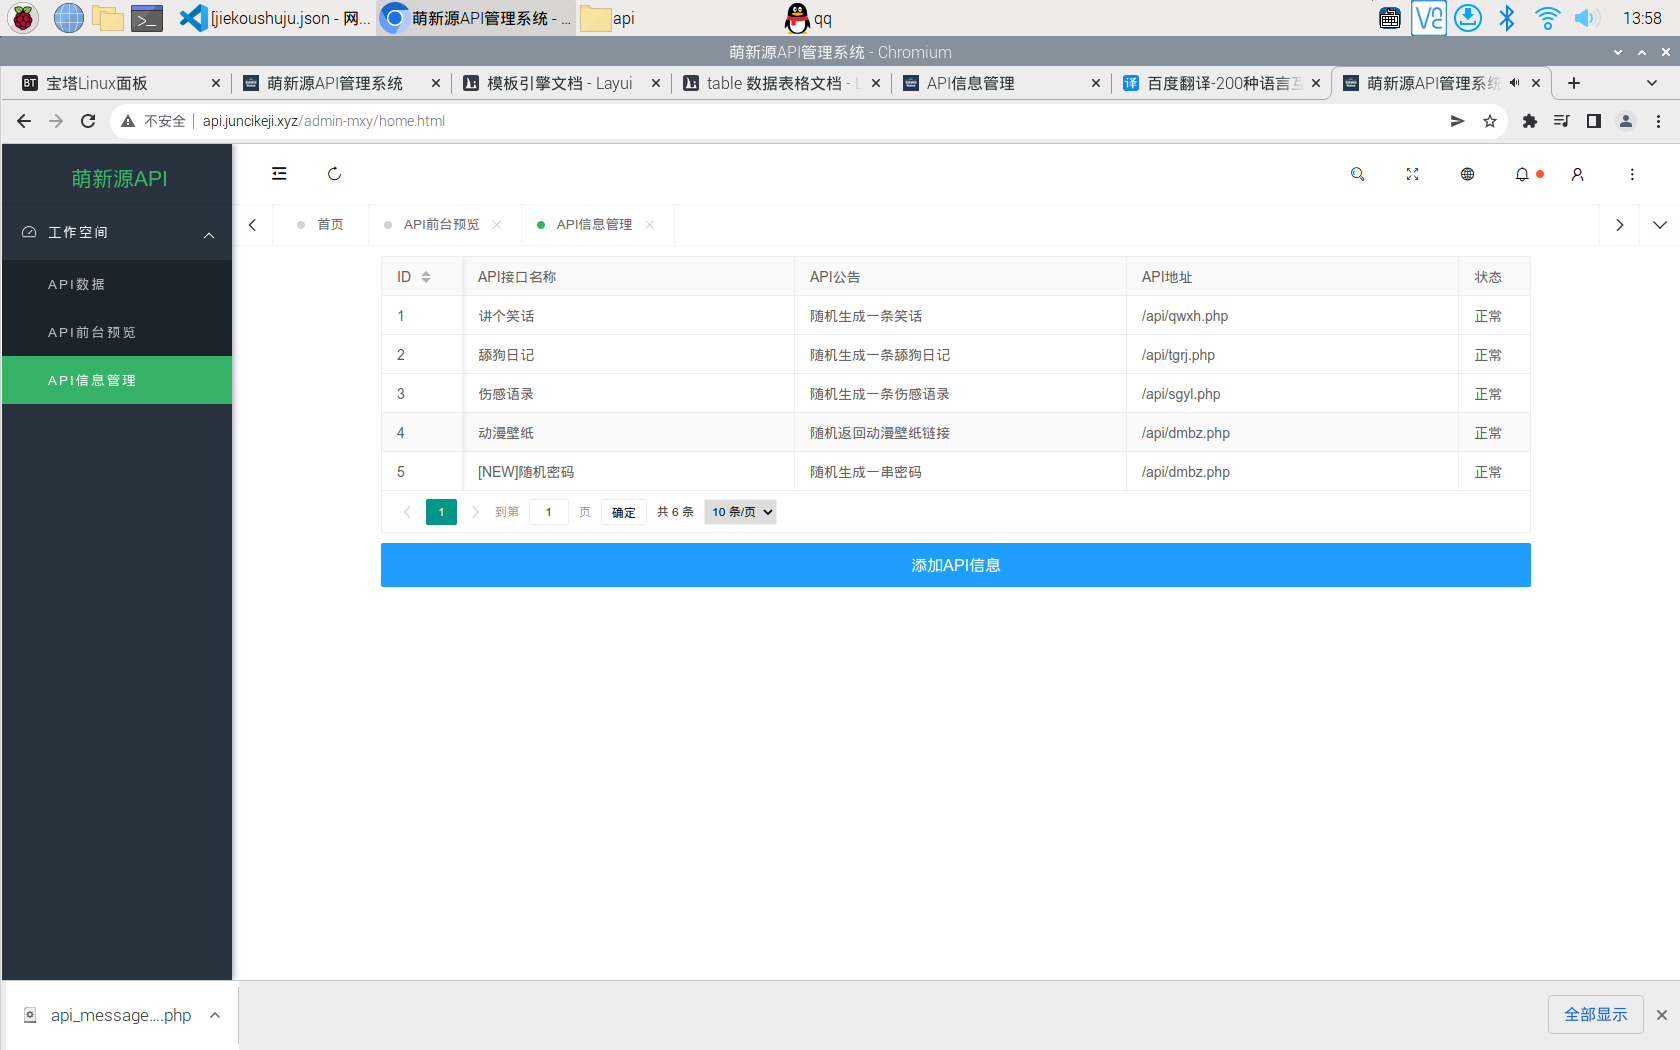 [jiekoushuju.json - 网...
萌新源API管理系统 - ...
api
qq
13:58
萌新源API管理系统 - Chromium
宝塔Linux面板
萌新源API管理系统
模板引擎文档 - Layui
table 数据表格文档 - L
API信息管理
百度翻译-200种语言互
萌新源API管理系统
不安全
api.juncikeji.xyz/admin-mxy/home.html
萌新源API
工作空间
API数据
API前台预览
API信息管理
首页
API前台预览
API信息管理
ID API接口名称 API公告 API地址 状态
1 讲个笑话 随机生成一条笑话 /api/qwxh.php 正常
2 舔狗日记 随机生成一条舔狗日记 /api/tgrj.php 正常
3 伤感语录 随机生成一条伤感语录 /api/sgyl.php 正常
4 动漫壁纸 随机返回动漫壁纸链接 /api/dmbz.php 正常
5 [NEW]随机密码 随机生成一串密码 /api/dmbz.php 正常
1 到第 1 页 确定 共 6 条 10 条/页
添加API信息
api_message....php
全部显示